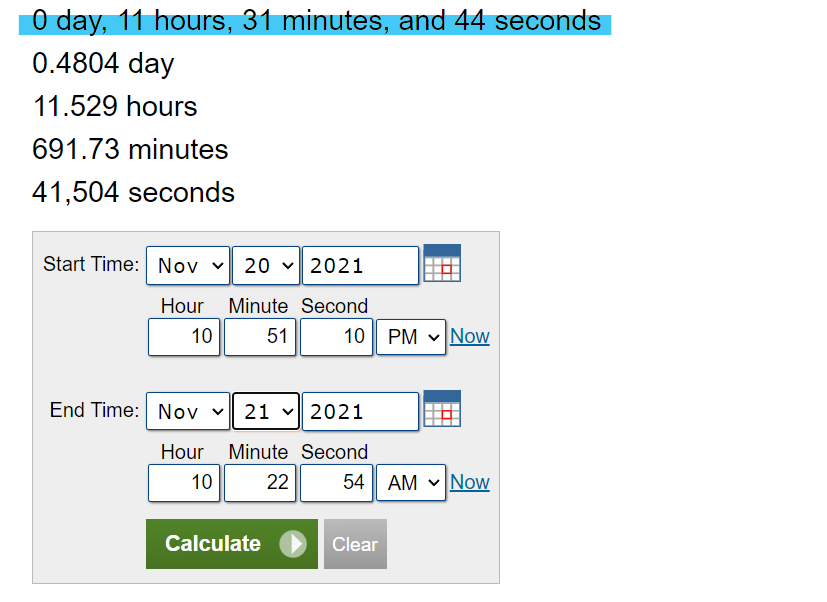 0 day, 11 hours, 31 minutes, and 44 seconds
0.4804 day
11.529 hours
691.73 minutes
41,504 seconds
Start Time: Nov 20 2021
Hour Minute Second
10 51 10 PM Now
End Time: Nov 21 2021
Hour Minute Second
10 22 54 AM Now
Calculate Clear